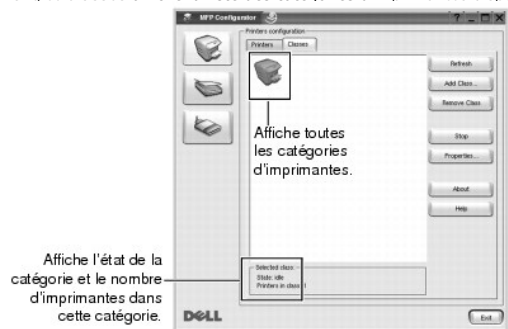 MFP Configurator
Printers configuration
Printers Classes
Refresh
Add Class...
Remove Class
Stop
Properties...
About
Help
Affiche toutes
les catégories
d'imprimantes.
Affiche l'état de la
catégorie et le nombre
d'imprimantes dans
cette catégorie.
Selected class:
State: idle
Printers in class: 1
DELL
Exit